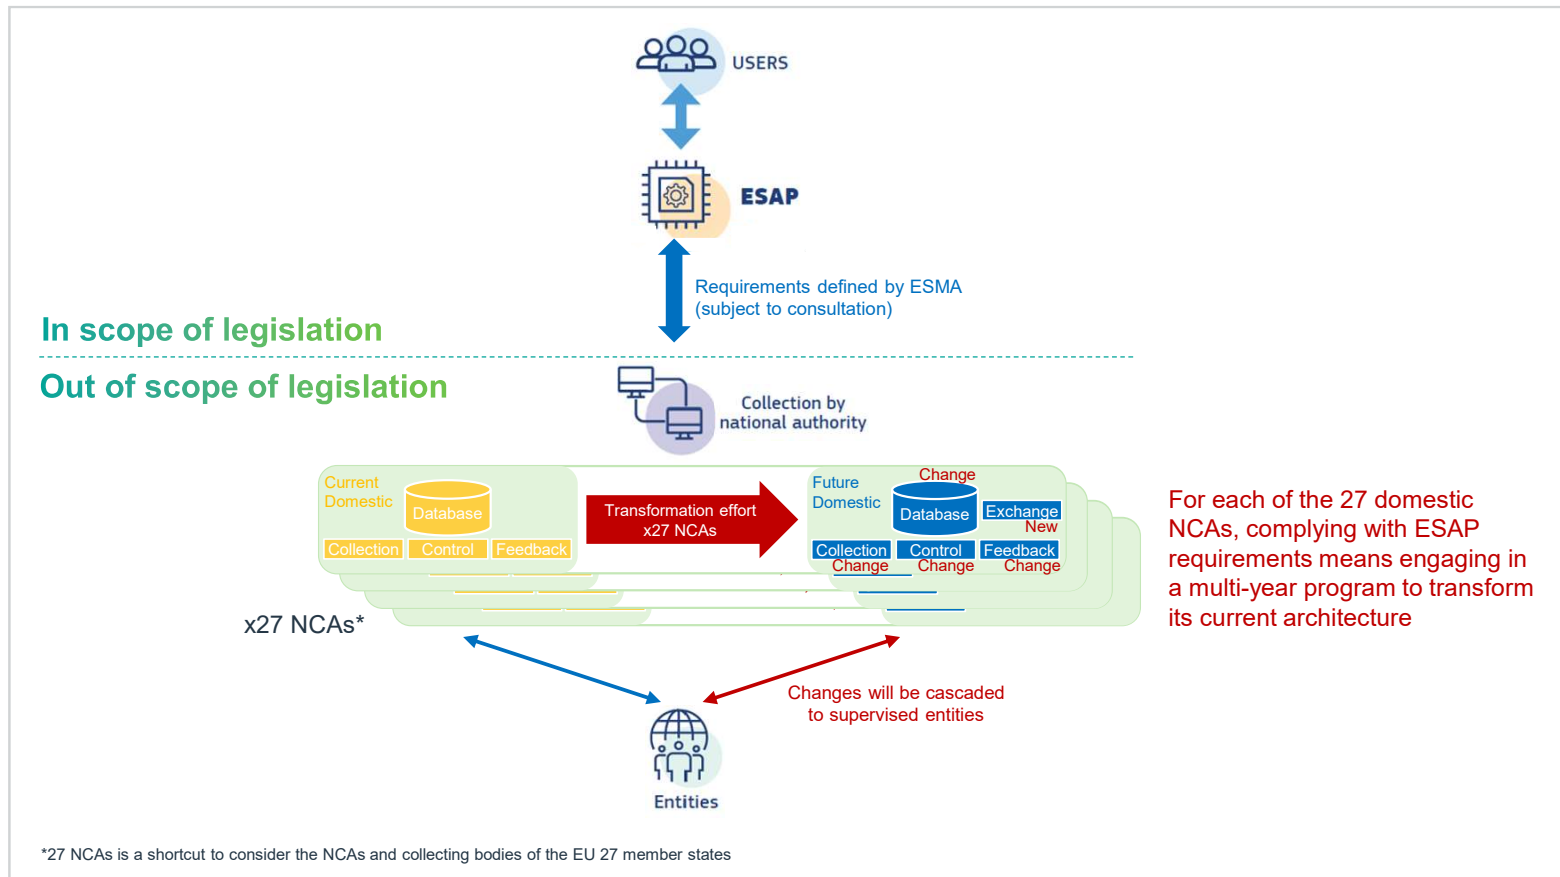 USERS
ESAP
Requirements defined by ESMA
(subject to consultation)
In scope of legislation
Out of scope of legislation
Collection by
national authority
Current
Domestic
Database
Collection
Control
Feedback
Transformation effort
x27 NCAs
Future
Domestic
Change
Database
Exchange
New
Collection
Control
Feedback
Change
Change
Change
For each of the 27 domestic
NCAs, complying with ESAP
requirements means engaging in
a multi-year program to transform
its current architecture
x27 NCAs*
Changes will be cascaded
to supervised entities
Entities
*27 NCAs is a shortcut to consider the NCAs and collecting bodies of the EU 27 member states